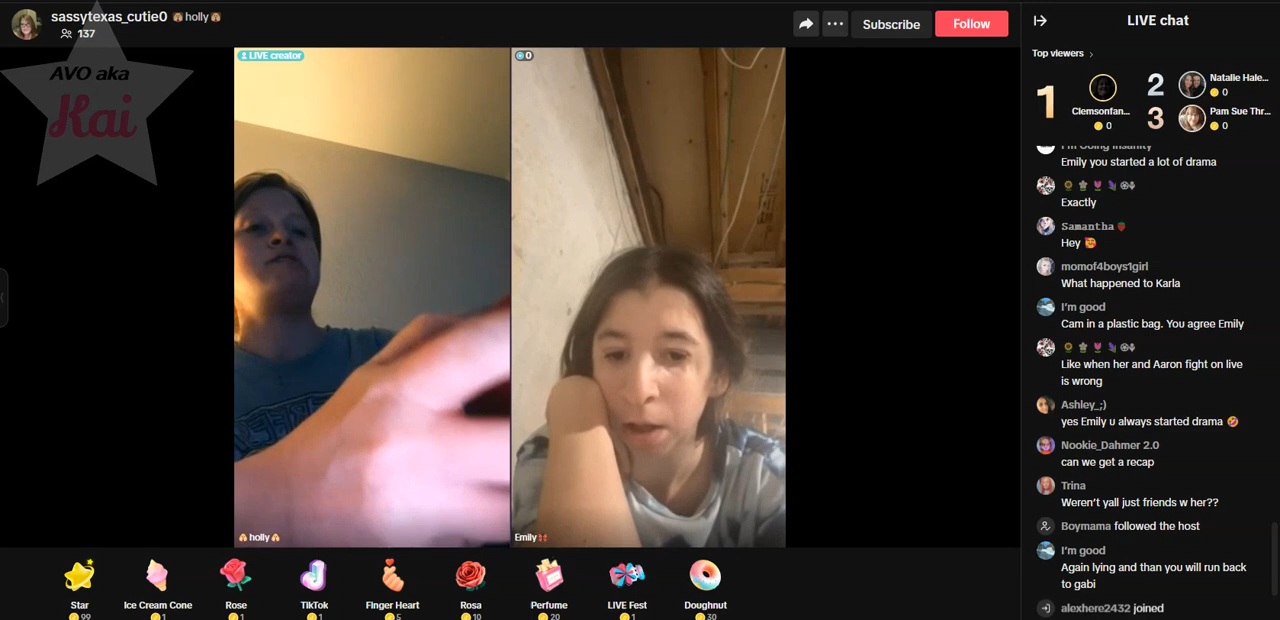 sassytexas_cutie0 🙈holly🙈
137
AVO aka
Kai
Subscribe
Follow
LIVE creator
0
holly
Emily
Star
99
Ice Cream Cone
1
Rose
1
TikTok
1
Finger Heart
5
Rosa
10
Perfume
20
LIVE Fest
1
Doughnut
30
LIVE chat
Top viewers
1
Clemsonfan...
0
2
Natalie Hale...
0
3
Pam Sue Thr...
0
I'm Going Insanity
Emily you started a lot of drama
Exactly
Samantha
Hey
momof4boys1girl
What happened to Karla
I'm good
Cam in a plastic bag. You agree Emily
Like when her and Aaron fight on live
is wrong
Ashley_;)
yes Emily u always started drama 🤣
Nookie_Dahmer 2.0
can we get a recap
Trina
Weren't yall just friends w her??
Boymama followed the host
I'm good
Again lying and than you will run back
to gabi
alexhere2432 joined